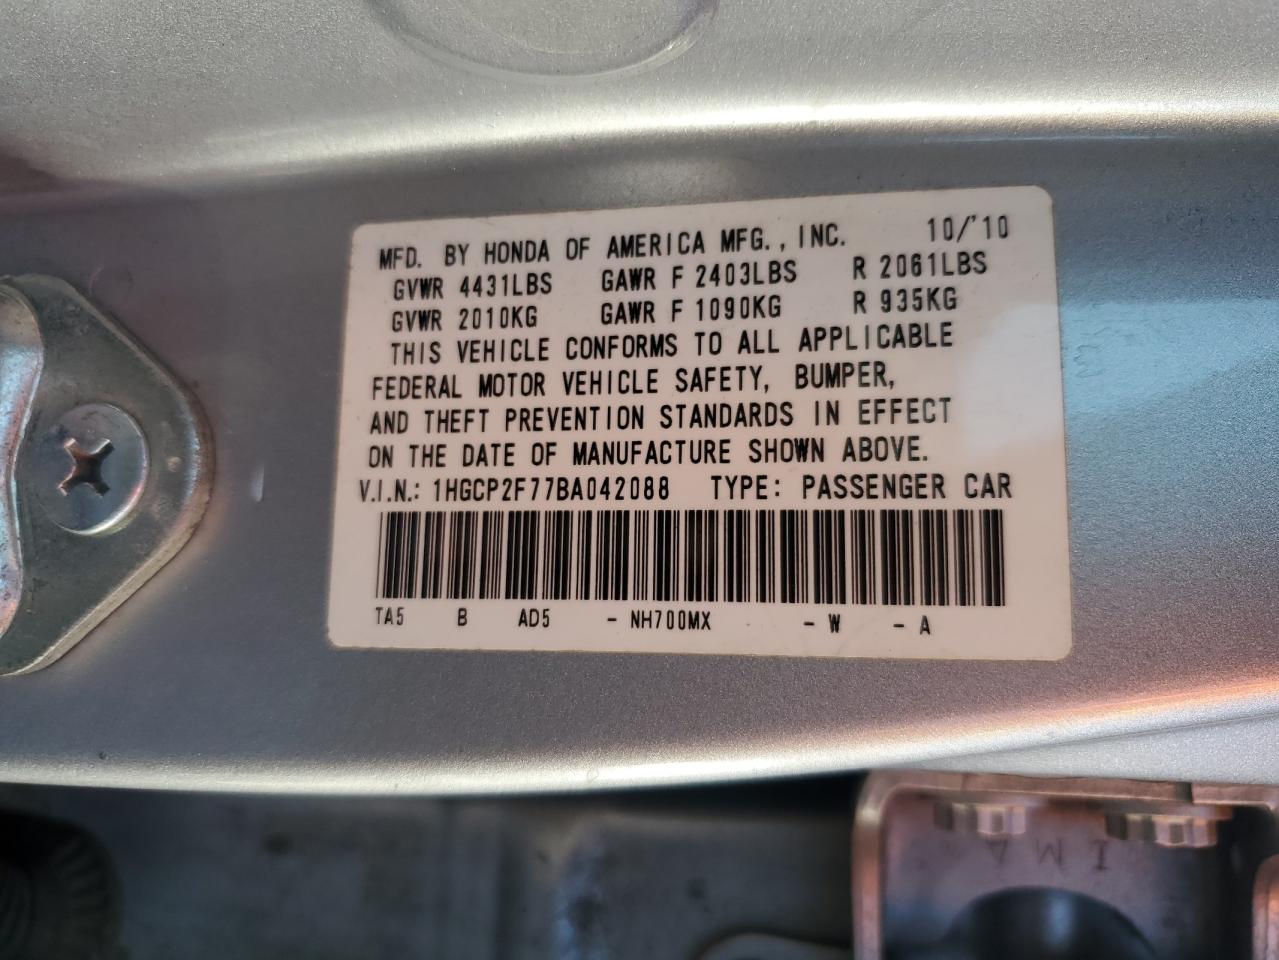 MFD. BY HONDA OF AMERICA MFG., INC. 10/'10
GVWR 4431LBS GAWR F 2403LBS R 2061LBS
GVWR 2010KG GAWR F 1090KG R 935KG
THIS VEHICLE CONFORMS TO ALL APPLICABLE
FEDERAL MOTOR VEHICLE SAFETY, BUMPER,
AND THEFT PREVENTION STANDARDS IN EFFECT
ON THE DATE OF MANUFACTURE SHOWN ABOVE.
V.I.N.: 1HGCP2F77BA042088 TYPE: PASSENGER CAR
TA5 B AD5 - NH700MX - W - A